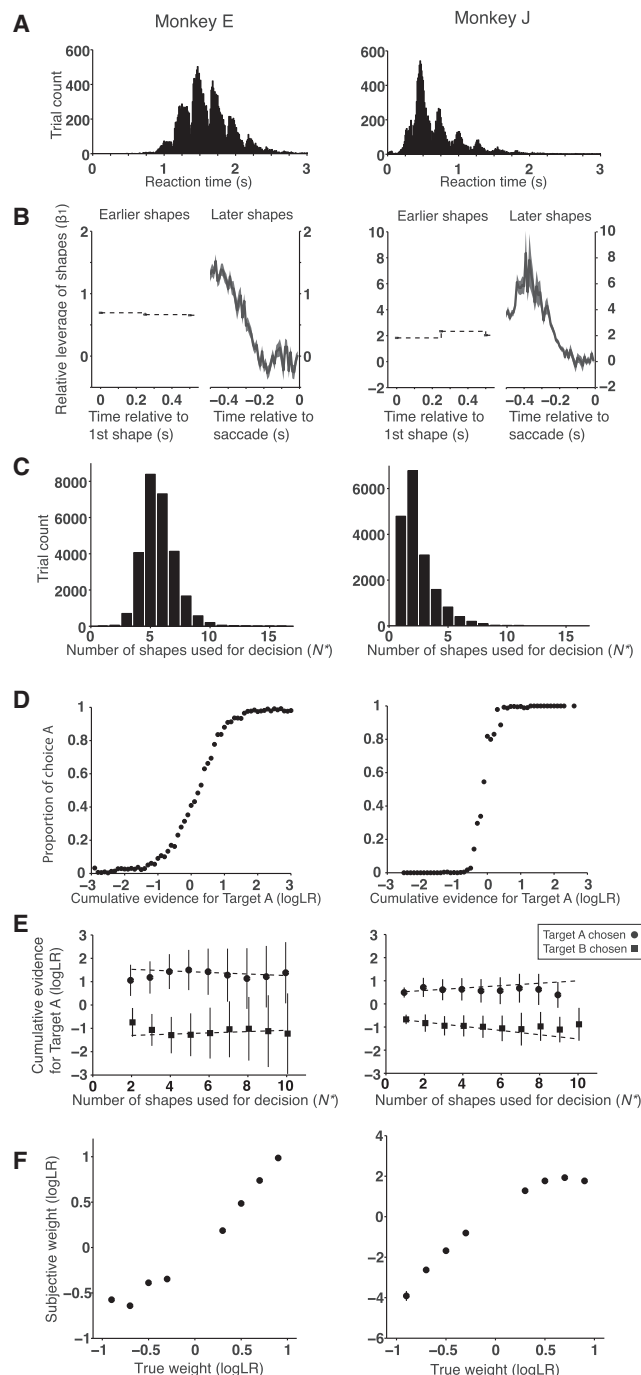 Monkey E
Monkey J
A
Trial count
600
400
200
0
0 1 2 3
Reaction time (s)
600
400
200
0
0 1 2 3
Reaction time (s)
B
Relative leverage of shapes (β1)
Earlier shapes
Later shapes
2
1
0
2
1
0
0 0.2 0.4
−0.4 −0.2 0
Time relative to
1st shape (s)
Time relative to
saccade (s)
Earlier shapes
Later shapes
10
8
6
4
2
0
−2
10
8
6
4
2
0
−2
0 0.2 0.4
−0.4 −0.2 0
Time relative to
1st shape (s)
Time relative to
saccade (s)
C
Trial count
8000
6000
4000
2000
0
0 5 10 15
Number of shapes used for decision (N*)
6000
4000
2000
0
0 5 10 15
Number of shapes used for decision (N*)
D
Proportion of choice A
1
0.8
0.6
0.4
0.2
0
−3 −2 −1 0 1 2 3
Cumulative evidence for Target A (logLR)
1
0.8
0.6
0.4
0.2
0
−3 −2 −1 0 1 2 3
Cumulative evidence for Target A (logLR)
E
Target A chosen
Target B chosen
Cumulative evidence
for Target A (logLR)
3
2
1
0
−1
−2
−3
0 2 4 6 8 10
Number of shapes used for decision (N*)
3
2
1
0
−1
−2
−3
0 2 4 6 8 10
Number of shapes used for decision (N*)
F
Subjective weight (logLR)
1
0.5
0
−0.5
−1
−1 −0.5 0 0.5 1
True weight (logLR)
4
2
0
−2
−4
−6
−1 −0.5 0 0.5 1
True weight (logLR)